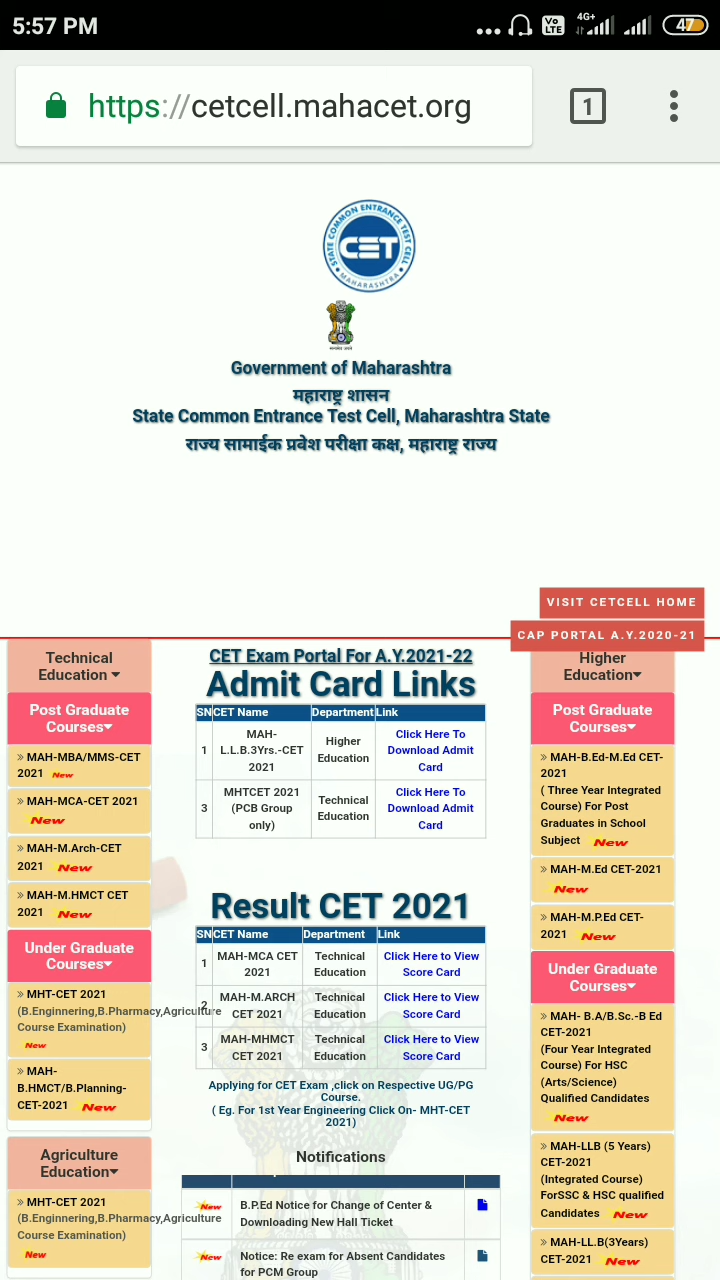 5:57 PM
4G+
Vo LTE
47
https://cetcell.mahacet.org
1
STATE COMMON ENTRANCE TEST CELL
CET
MAHARASHTRA
सत्यमेव जयते
Government of Maharashtra
महाराष्ट्र शासन
State Common Entrance Test Cell, Maharashtra State
राज्य सामाईक प्रवेश परीक्षा कक्ष, महाराष्ट्र राज्य
VISIT CETCELL HOME
CAP PORTAL A.Y.2020-21
Technical
Education
Post Graduate
Courses
» MAH-MBA/MMS-CET
2021 New
» MAH-MCA-CET 2021
New
» MAH-M.Arch-CET
2021 New
» MAH-M.HMCT CET
2021 New
Under Graduate
Courses
» MHT-CET 2021
(B.Enginnering,B.Pharmacy,Agriculture
Course Examination)
New
» MAH-
B.HMCT/B.Planning-
CET-2021 New
Agriculture
Education
» MHT-CET 2021
(B.Enginnering,B.Pharmacy,Agriculture
Course Examination)
New
CET Exam Portal For A.Y.2021-22
Admit Card Links
SN CET Name Department Link
1 MAH-
L.L.B.3Yrs.-CET
2021
Higher
Education
Click Here To
Download Admit
Card
3 MHTCET 2021
(PCB Group
only)
Technical
Education
Click Here To
Download Admit
Card
Result CET 2021
SN CET Name Department Link
1 MAH-MCA CET
2021
Technical
Education
Click Here to View
Score Card
2 MAH-M.ARCH
CET 2021
Technical
Education
Click Here to View
Score Card
3 MAH-MHMCT
CET 2021
Technical
Education
Click Here to View
Score Card
Applying for CET Exam ,click on Respective UG/PG
Course.
( Eg. For 1st Year Engineering Click On- MHT-CET
2021)
Notifications
New B.P.Ed Notice for Change of Center &
Downloading New Hall Ticket
New Notice: Re exam for Absent Candidates
for PCM Group
Higher
Education
Post Graduate
Courses
» MAH-B.Ed-M.Ed CET-
2021
( Three Year Integrated
Course) For Post
Graduates in School
Subject New
» MAH-M.Ed CET-2021
New
» MAH-M.P.Ed CET-
2021 New
Under Graduate
Courses
» MAH- B.A/B.Sc.-B Ed
CET-2021
(Four Year Integrated
Course) For HSC
(Arts/Science)
Qualified Candidates
New
» MAH-LLB (5 Years)
CET-2021
(Integrated Course)
ForSSC & HSC qualified
Candidates New
» MAH-LL.B(3Years)
CET-2021 New